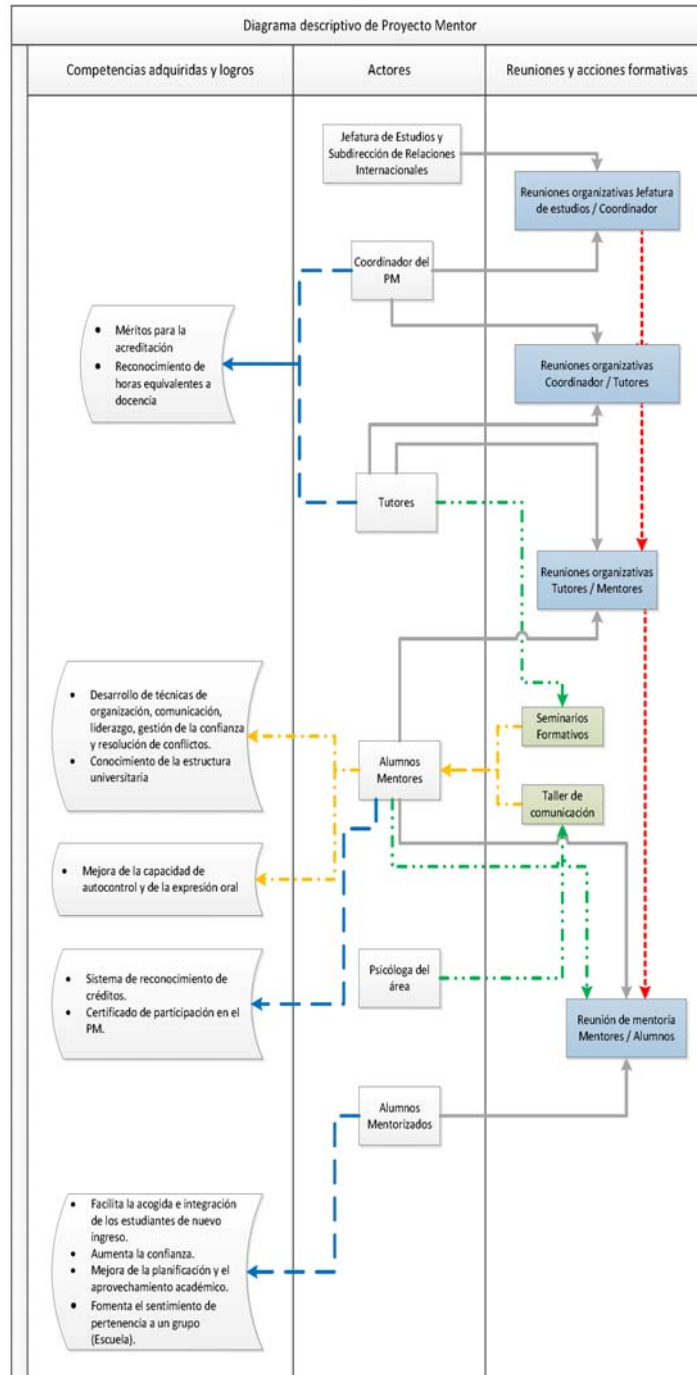 Diagrama descriptivo de Proyecto Mentor
Competencias adquiridas y logros
Actores
Reuniones y acciones formativas
Jefatura de Estudios y
Subdirección de Relaciones
Internacionales
Reuniones organizativas Jefatura
de estudios / Coordinador
Coordinador del
PM
• Méritos para la
acreditación
• Reconocimiento de
horas equivalentes a
docencia
Reuniones organizativas
Coordinador / Tutores
Tutores
Reuniones organizativas
Tutores / Mentores
• Desarrollo de técnicas de
organización, comunicación,
liderazgo, gestión de la confianza
y resolución de conflictos.
• Conocimiento de la estructura
universitaria
Seminarios
Formativos
Alumnos
Mentores
Taller de
comunicación
• Mejora de la capacidad de
autocontrol y de la expresión oral
• Sistema de reconocimiento de
créditos.
• Certificado de participación en el
PM.
Psicóloga del
área
Reunión de mentoría
Mentores / Alumnos
Alumnos
Mentorizados
• Facilita la acogida e integración
de los estudiantes de nuevo
ingreso.
• Aumenta la confianza.
• Mejora de la planificación y el
aprovechamiento académico.
• Fomenta el sentimiento de
pertenencia a un grupo
(Escuela).